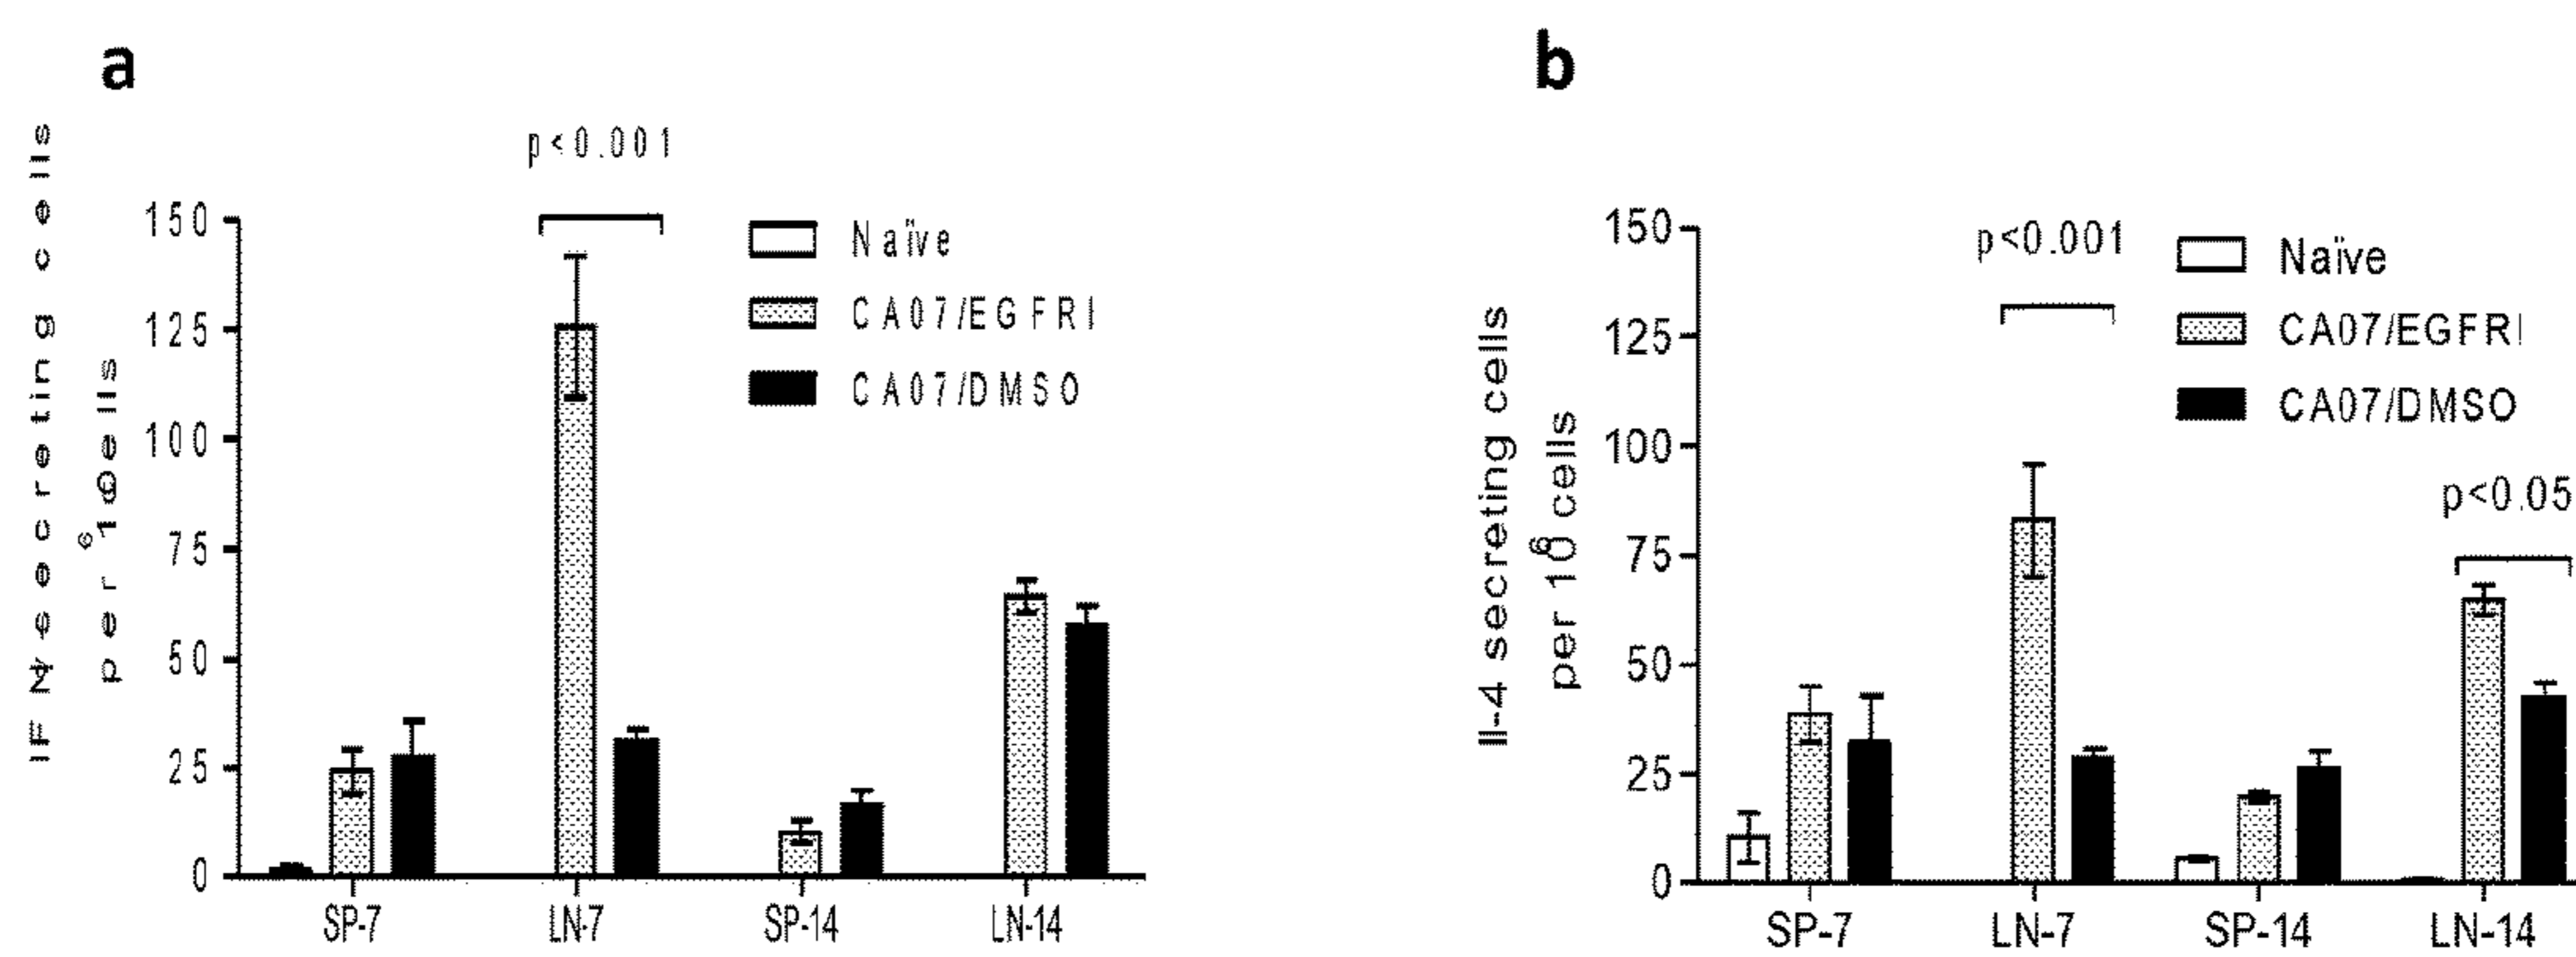 a
p<0.001
IFNγ secreting cells
per 10⁶ cells
150
125
100
75
50
25
0
Naïve
CA07/EGFRI
CA07/DMSO
SP-7
LN-7
SP-14
LN-14
b
p<0.001
p<0.05
Il-4 secreting cells
per 10⁶ cells
150
125
100
75
50
25
0
Naïve
CA07/EGFRI
CA07/DMSO
SP-7
LN-7
SP-14
LN-14